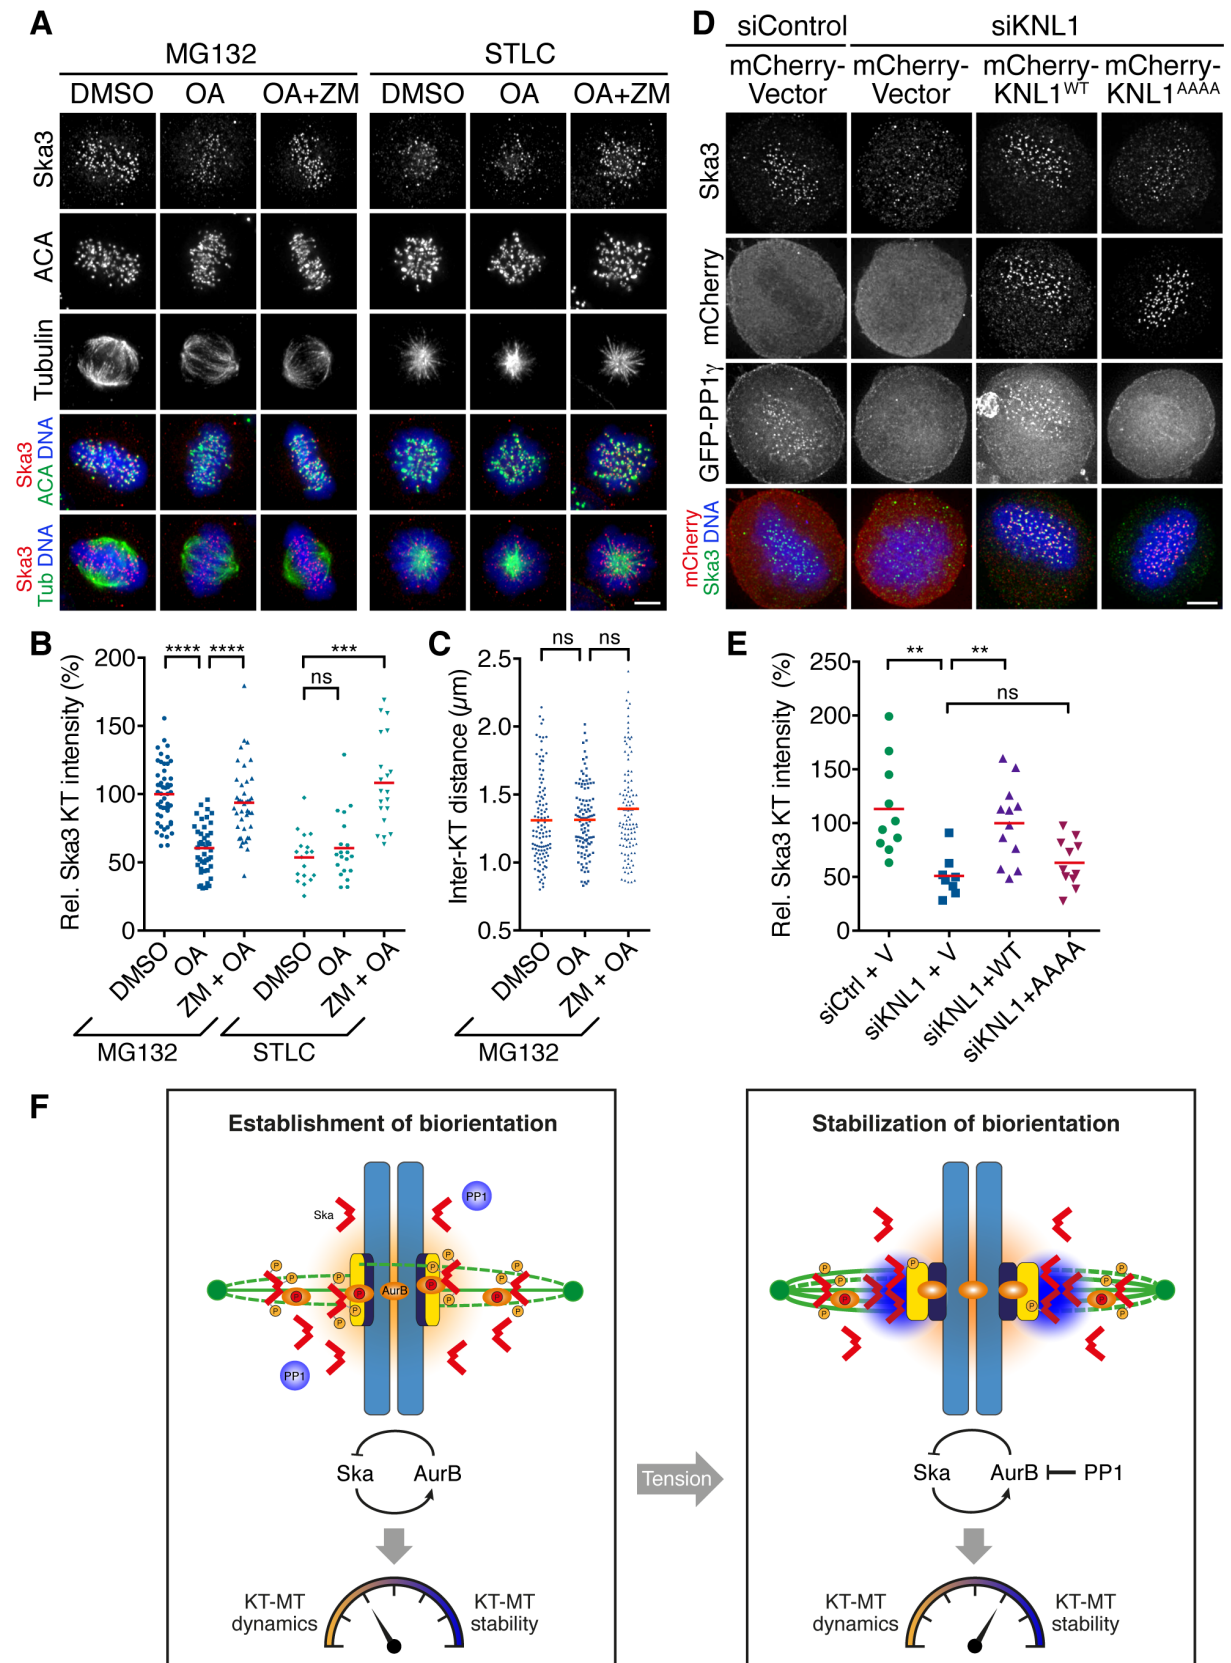 A
MG132
STLC
DMSO
OA
OA+ZM
DMSO
OA
OA+ZM
Ska3
ACA
Tubulin
Ska3
ACA DNA
Ska3
Tub DNA
D
siControl
siKNL1
mCherry-
Vector
mCherry-
Vector
mCherry-
KNL1WT
mCherry-
KNL1AAAA
Ska3
mCherry
GFP-PP1γ
mCherry
Ska3 DNA
B
Rel. Ska3 KT intensity (%)
200
150
100
50
0
****
****
***
ns
DMSO
OA
ZM + OA
DMSO
OA
ZM + OA
MG132
STLC
C
Inter-KT distance (µm)
2.5
2.0
1.5
1.0
0.5
ns
ns
DMSO
OA
ZM + OA
MG132
E
Rel. Ska3 KT intensity (%)
250
200
150
100
50
0
**
**
ns
siCtrl + V
siKNL1 + V
siKNL1+WT
siKNL1+AAAA
F
Establishment of biorientation
Ska
PP1
P
P
P
P
P
P
P
P
P
P
P
P
AurB
PP1
Ska
AurB
KT-MT
dynamics
KT-MT
stability
Tension
Stabilization of biorientation
P
P
P
P
P
P
P
Ska
AurB
PP1
KT-MT
dynamics
KT-MT
stability